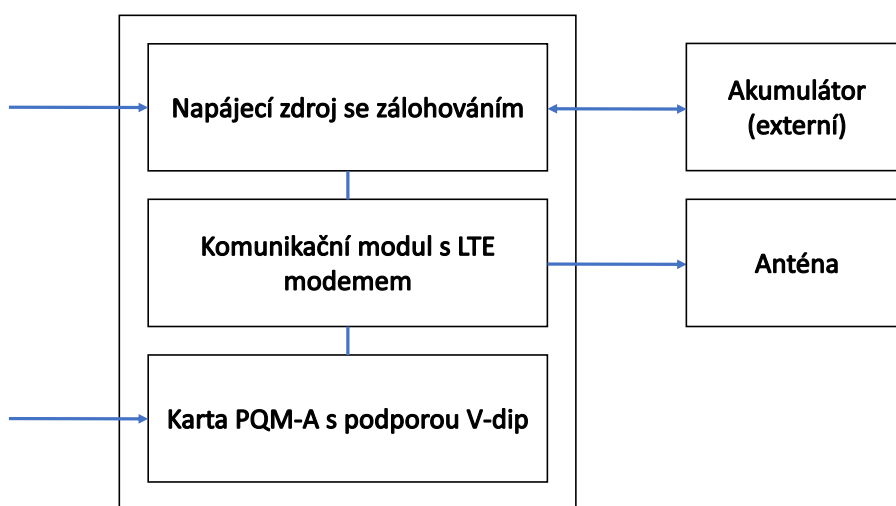 Napájecí zdroj se zálohováním
Akumulátor
(externí)
Komunikační modul s LTE
modemem
Anténa
Karta PQM-A s podporou V-dip